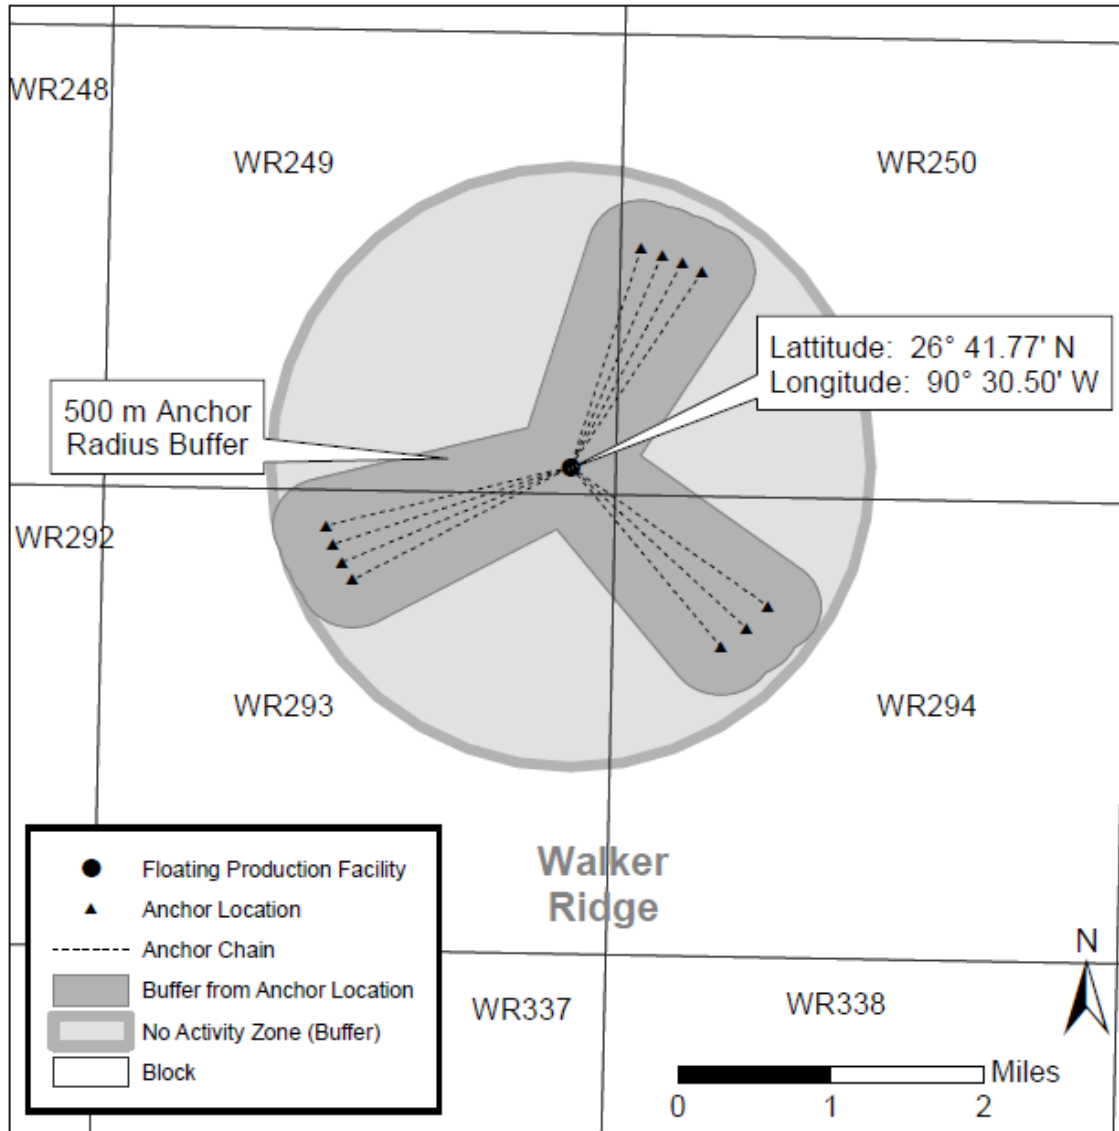 WR248
WR249
WR250
Lattitude: 26° 41.77' N
Longitude: 90° 30.50' W
500 m Anchor
Radius Buffer
WR292
WR293
WR294
Walker
Ridge
Floating Production Facility
Anchor Location
Anchor Chain
Buffer from Anchor Location
No Activity Zone (Buffer)
Block
WR337
WR338
N
Miles
0 1 2